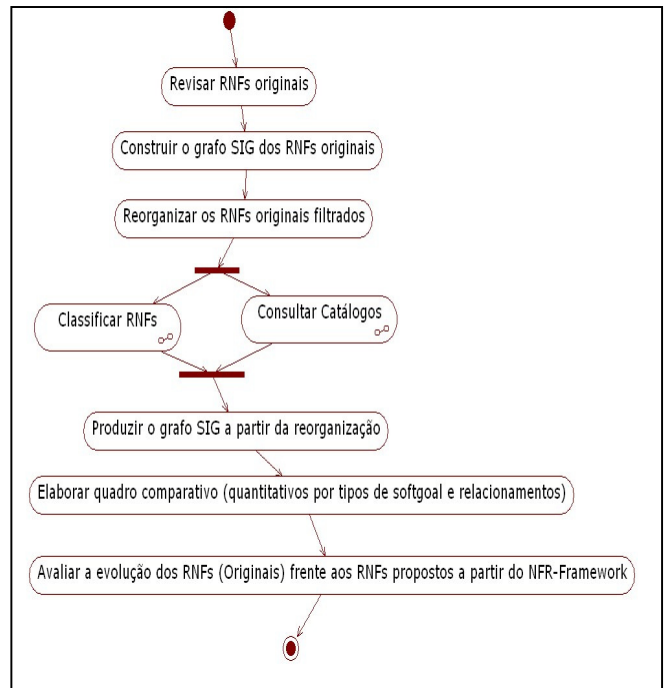 Revisar RNFs originais
Construir o grafo SIG dos RNFs originais
Reorganizar os RNFs originais filtrados
Classificar RNFs
Consultar Catálogos
Produzir o grafo SIG a partir da reorganização
Elaborar quadro comparativo (quantitativos por tipos de softgoal e relacionamentos)
Avaliar a evolução dos RNFs (Originais) frente aos RNFs propostos a partir do NFR-Framework